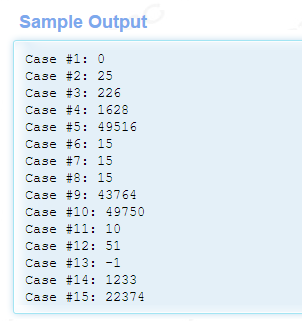 Sample Output
Case #1: 0
Case #2: 25
Case #3: 226
Case #4: 1628
Case #5: 49516
Case #6: 15
Case #7: 15
Case #8: 15
Case #9: 43764
Case #10: 49750
Case #11: 10
Case #12: 51
Case #13: -1
Case #14: 1233
Case #15: 22374